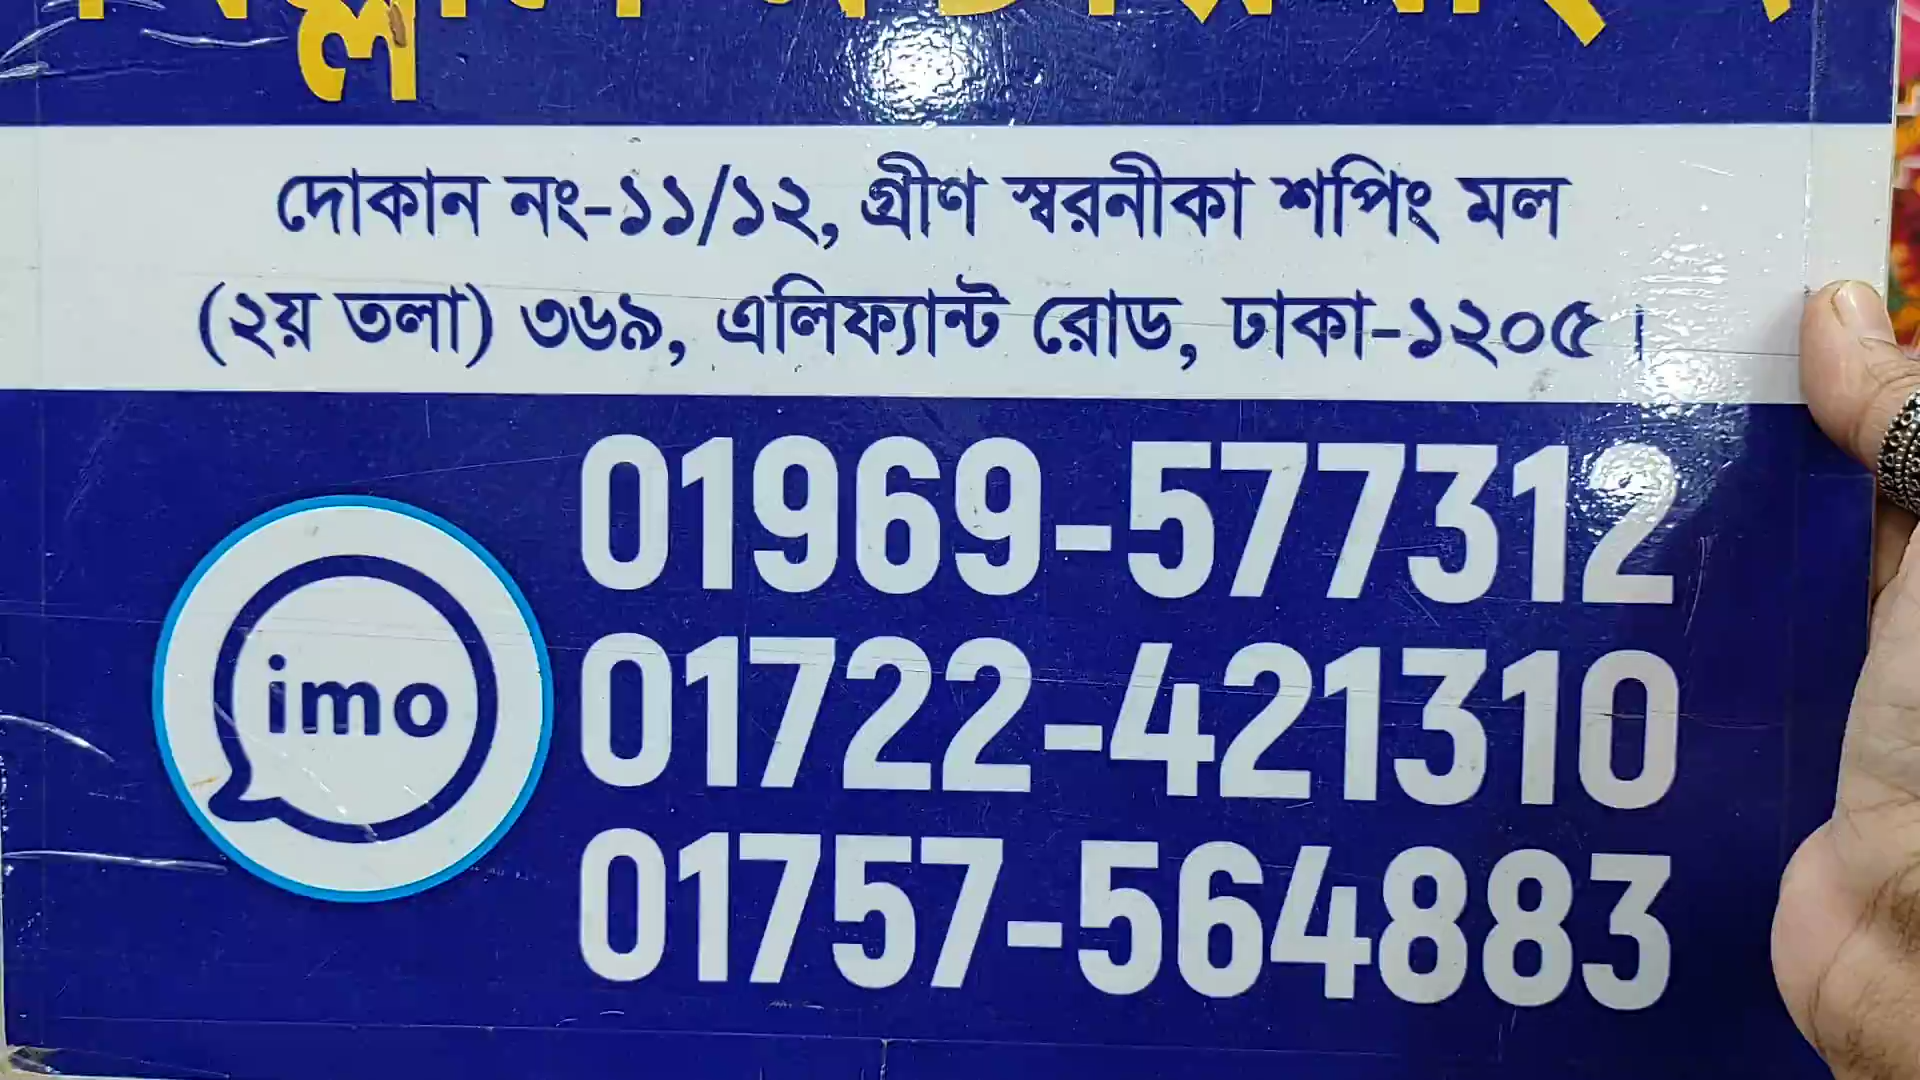 দোকান নং-১১/১২, গ্রীণ স্বরনীকা শপিং মল
(২য় তলা) ৩৬৯, এলিফ্যান্ট রোড, ঢাকা-১২০৫।
01969-577312
imo
01722-421310
01757-564883